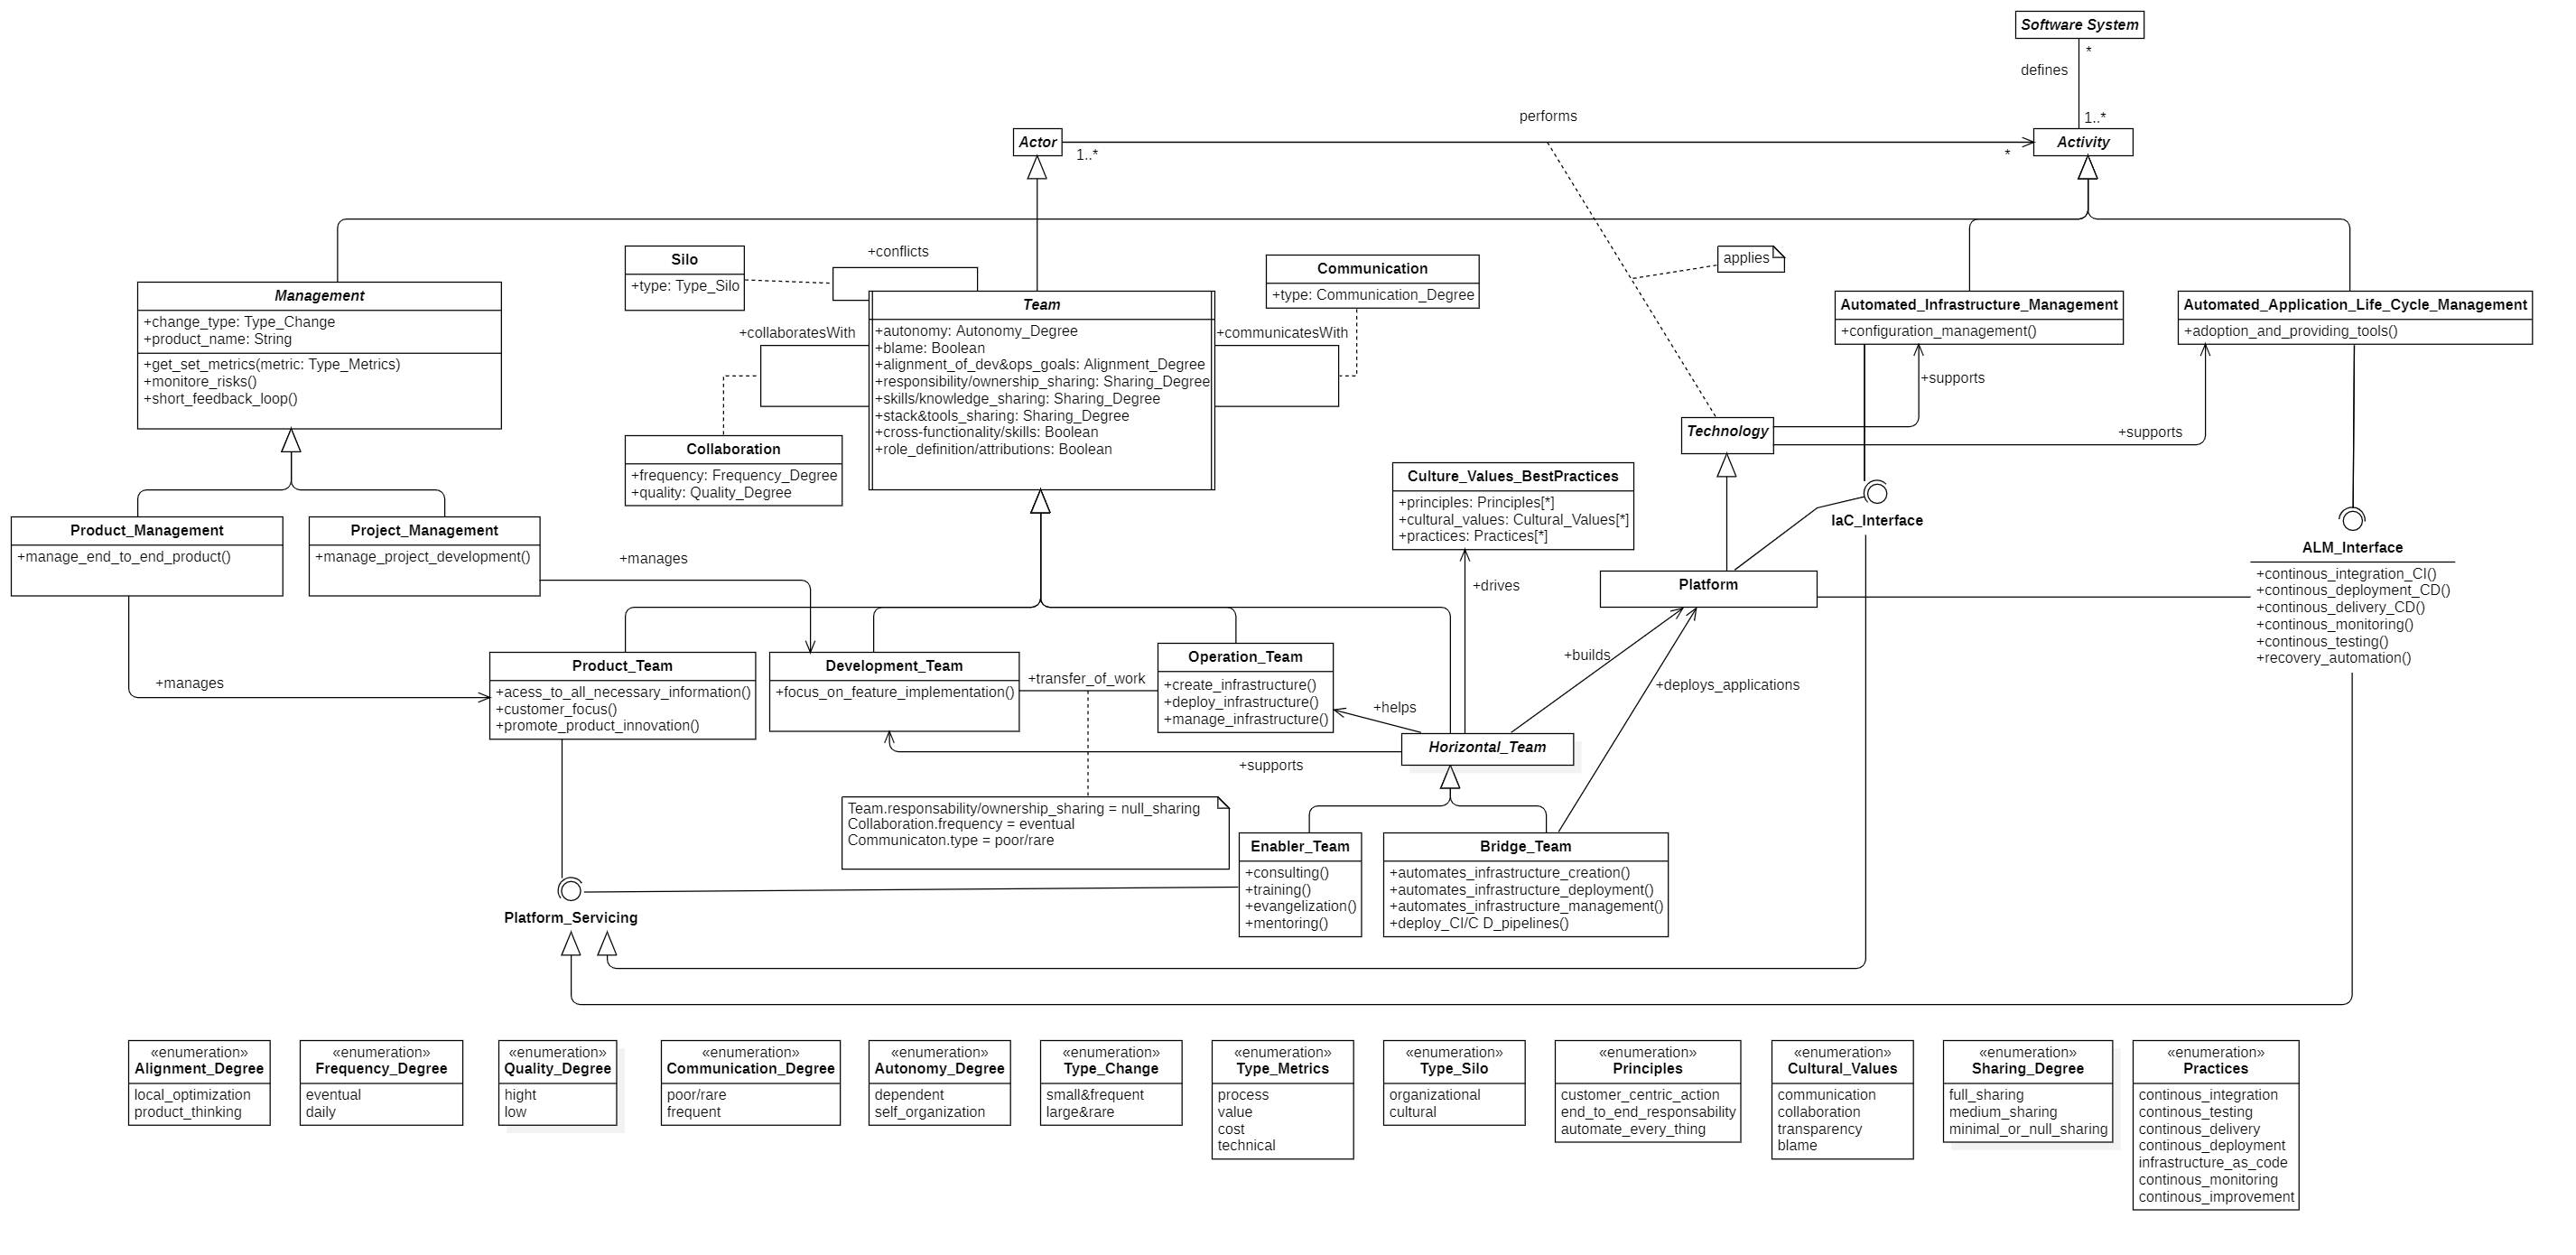 Software System
*
defines
1..*
performs
Actor
1..*
*
Activity
+conflicts
Silo
+type: Type_Silo
Communication
+type: Communication_Degree
applies
Management
+change_type: Type_Change
+product_name: String
+get_set_metrics(metric: Type_Metrics)
+monitore_risks()
+short_feedback_loop()
Team
+autonomy: Autonomy_Degree
+blame: Boolean
+alignment_of_dev&ops_goals: Alignment_Degree
+responsibility/ownership_sharing: Sharing_Degree
+skills/knowledge_sharing: Sharing_Degree
+stack&tools_sharing: Sharing_Degree
+cross-functionality/skills: Boolean
+role_definition/attributions: Boolean
+collaboratesWith
+communicatesWith
Automated_Infrastructure_Management
+configuration_management()
Automated_Application_Life_Cycle_Management
+adoption_and_providing_tools()
+supports
+supports
Technology
Collaboration
+frequency: Frequency_Degree
+quality: Quality_Degree
Culture_Values_BestPractices
+principles: Principles[*]
+cultural_values: Cultural_Values[*]
+practices: Practices[*]
IaC_Interface
Product_Management
+manage_end_to_end_product()
Project_Management
+manage_project_development()
+manages
+drives
Platform
ALM_Interface
+continous_integration_CI()
+continous_deployment_CD()
+continous_delivery_CD()
+continous_monitoring()
+continous_testing()
+recovery_automation()
+manages
Product_Team
+acess_to_all_necessary_information()
+customer_focus()
+promote_product_innovation()
Development_Team
+focus_on_feature_implementation()
+transfer_of_work
Operation_Team
+create_infrastructure()
+deploy_infrastructure()
+manage_infrastructure()
+builds
+deploys_applications
+helps
Horizontal_Team
+supports
Team.responsability/ownership_sharing = null_sharing
Collaboration.frequency = eventual
Communicaton.type = poor/rare
Enabler_Team
+consulting()
+training()
+evangelization()
+mentoring()
Bridge_Team
+automates_infrastructure_creation()
+automates_infrastructure_deployment()
+automates_infrastructure_management()
+deploy_CI/C D_pipelines()
Platform_Servicing
«enumeration»
Alignment_Degree
local_optimization
product_thinking
«enumeration»
Frequency_Degree
eventual
daily
«enumeration»
Quality_Degree
hight
low
«enumeration»
Communication_Degree
poor/rare
frequent
«enumeration»
Autonomy_Degree
dependent
self_organization
«enumeration»
Type_Change
small&frequent
large&rare
«enumeration»
Type_Metrics
process
value
cost
technical
«enumeration»
Type_Silo
organizational
cultural
«enumeration»
Principles
customer_centric_action
end_to_end_responsability
automate_every_thing
«enumeration»
Cultural_Values
communication
collaboration
transparency
blame
«enumeration»
Sharing_Degree
full_sharing
medium_sharing
minimal_or_null_sharing
«enumeration»
Practices
continous_integration
continous_testing
continous_delivery
continous_deployment
infrastructure_as_code
continous_monitoring
continous_improvement